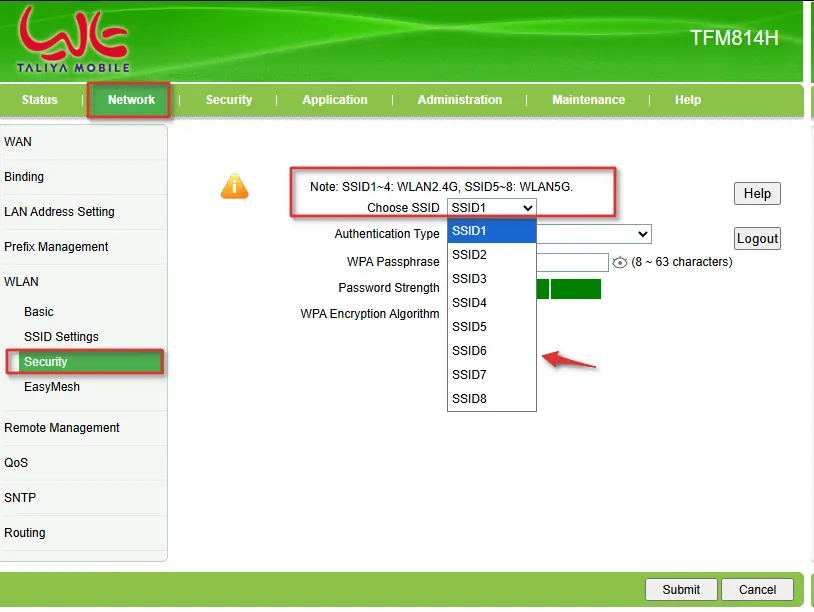 TALIYA MOBILE
TFM814H
Status | Network | Security | Application | Administration | Maintenance | Help
WAN
Binding
LAN Address Setting
Prefix Management
WLAN
Basic
SSID Settings
Security
EasyMesh
Remote Management
QoS
SNTP
Routing
Note: SSID1~4: WLAN2.4G, SSID5~8: WLAN5G.
Choose SSID SSID1
SSID1
SSID2
SSID3
SSID4
SSID5
SSID6
SSID7
SSID8
Authentication Type
WPA Passphrase (8 ~ 63 characters)
Password Strength
WPA Encryption Algorithm
Help
Logout
Submit Cancel